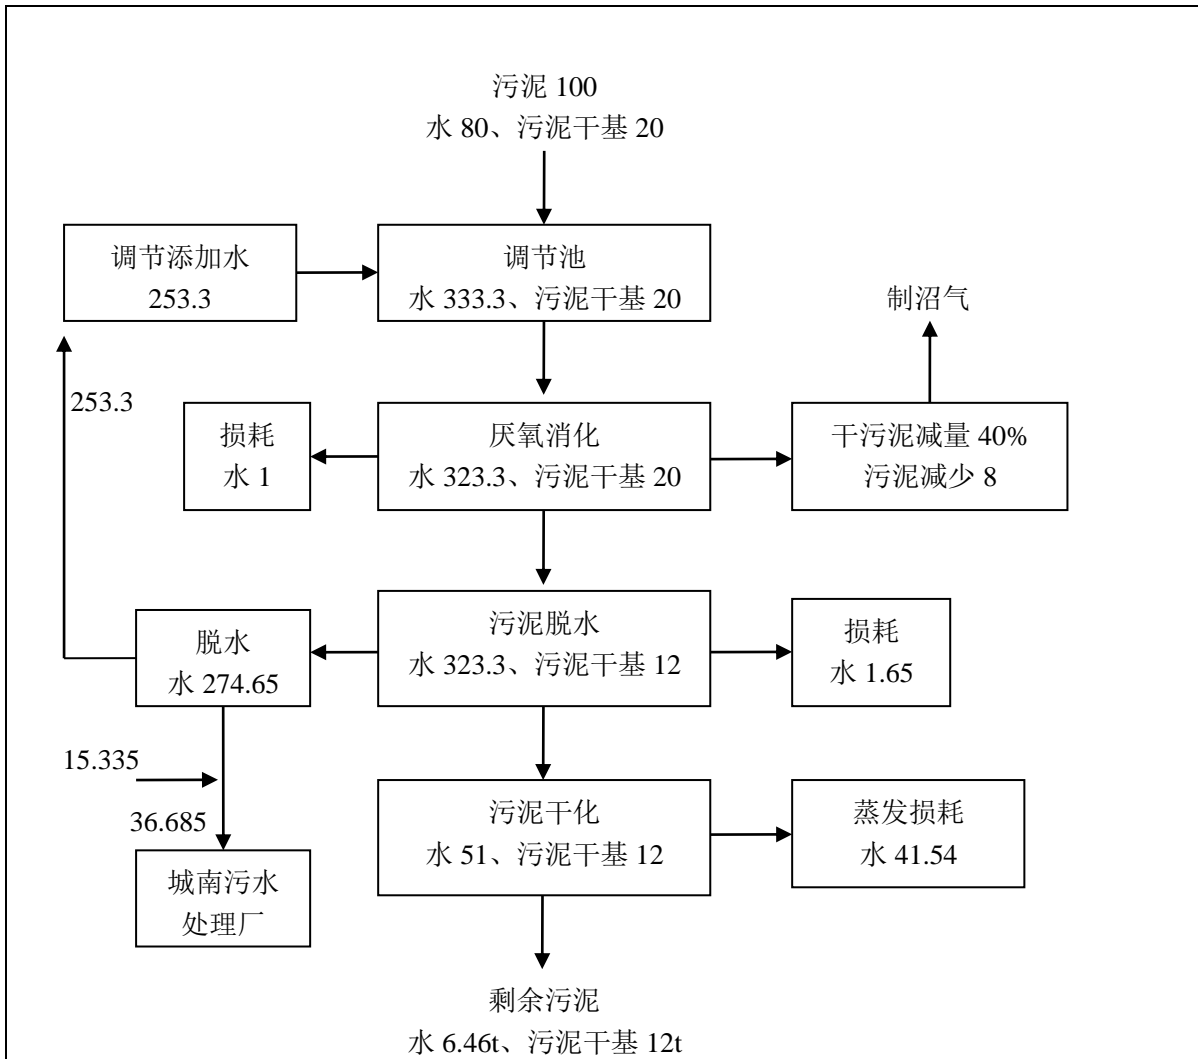 污泥 100
水 80、污泥干基 20
调节添加水
253.3
调节池
水 333.3、污泥干基 20
制沼气
253.3
损耗
水 1
厌氧消化
水 323.3、污泥干基 20
干污泥减量 40%
污泥减少 8
脱水
水 274.65
污泥脱水
水 323.3、污泥干基 12
损耗
水 1.65
15.335
36.685
污泥干化
水 51、污泥干基 12
蒸发损耗
水 41.54
城南污水
处理厂
剩余污泥
水 6.46t、污泥干基 12t